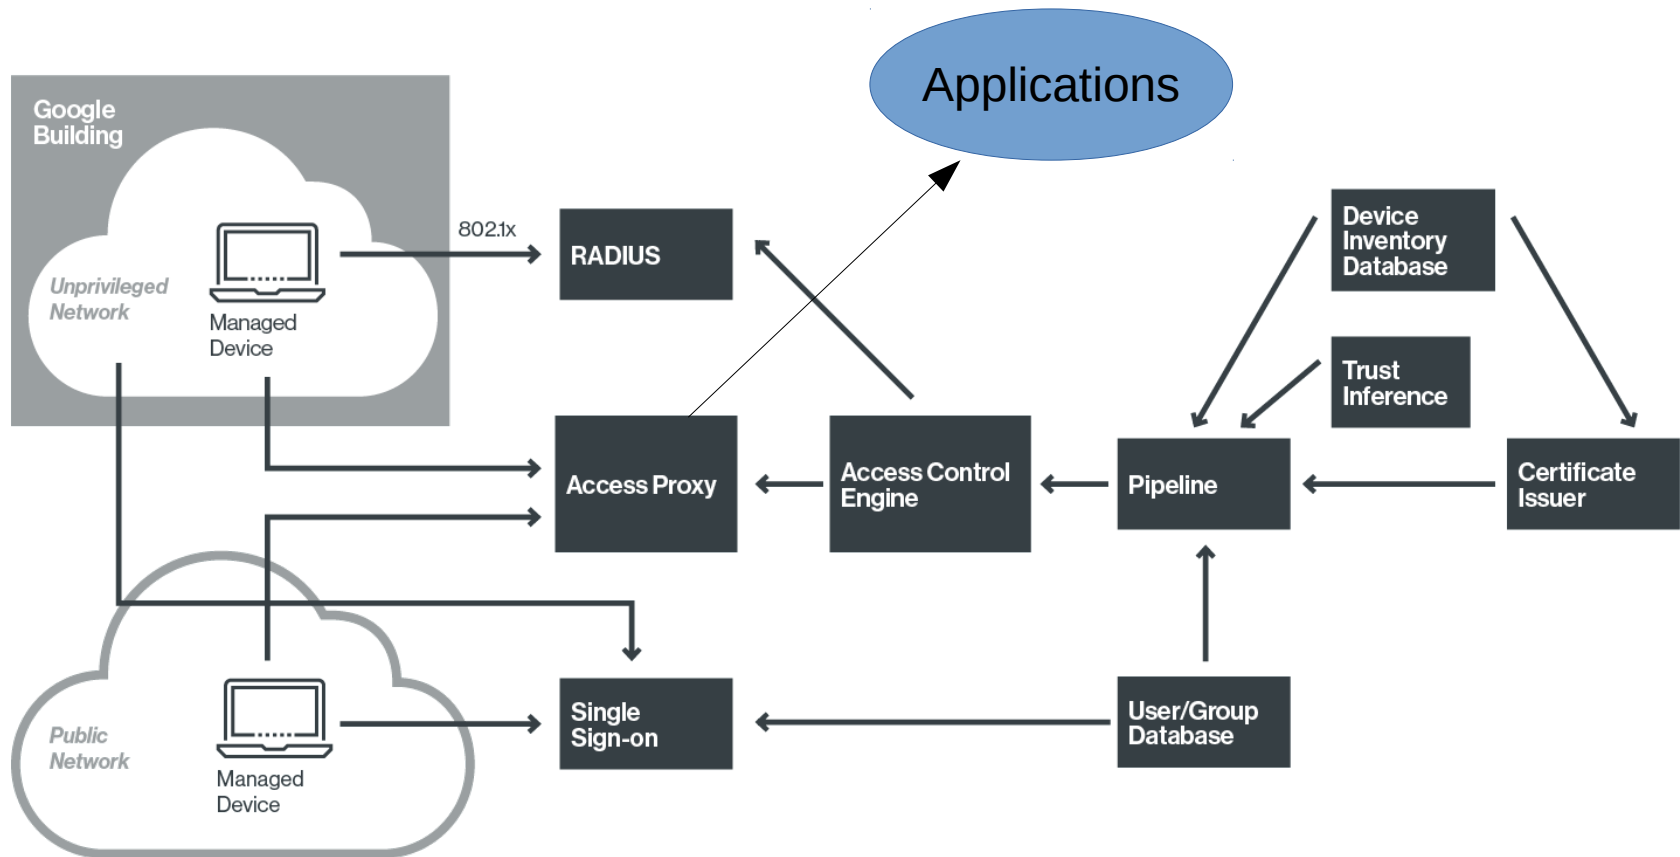 Applications
Google
Building
802.1x
RADIUS
Unprivileged
Network
Managed
Device
Device
Inventory
Database
Trust
Inference
Access Proxy
Access Control
Engine
Pipeline
Certificate
Issuer
Public
Network
Managed
Device
Single
Sign-on
User/Group
Database